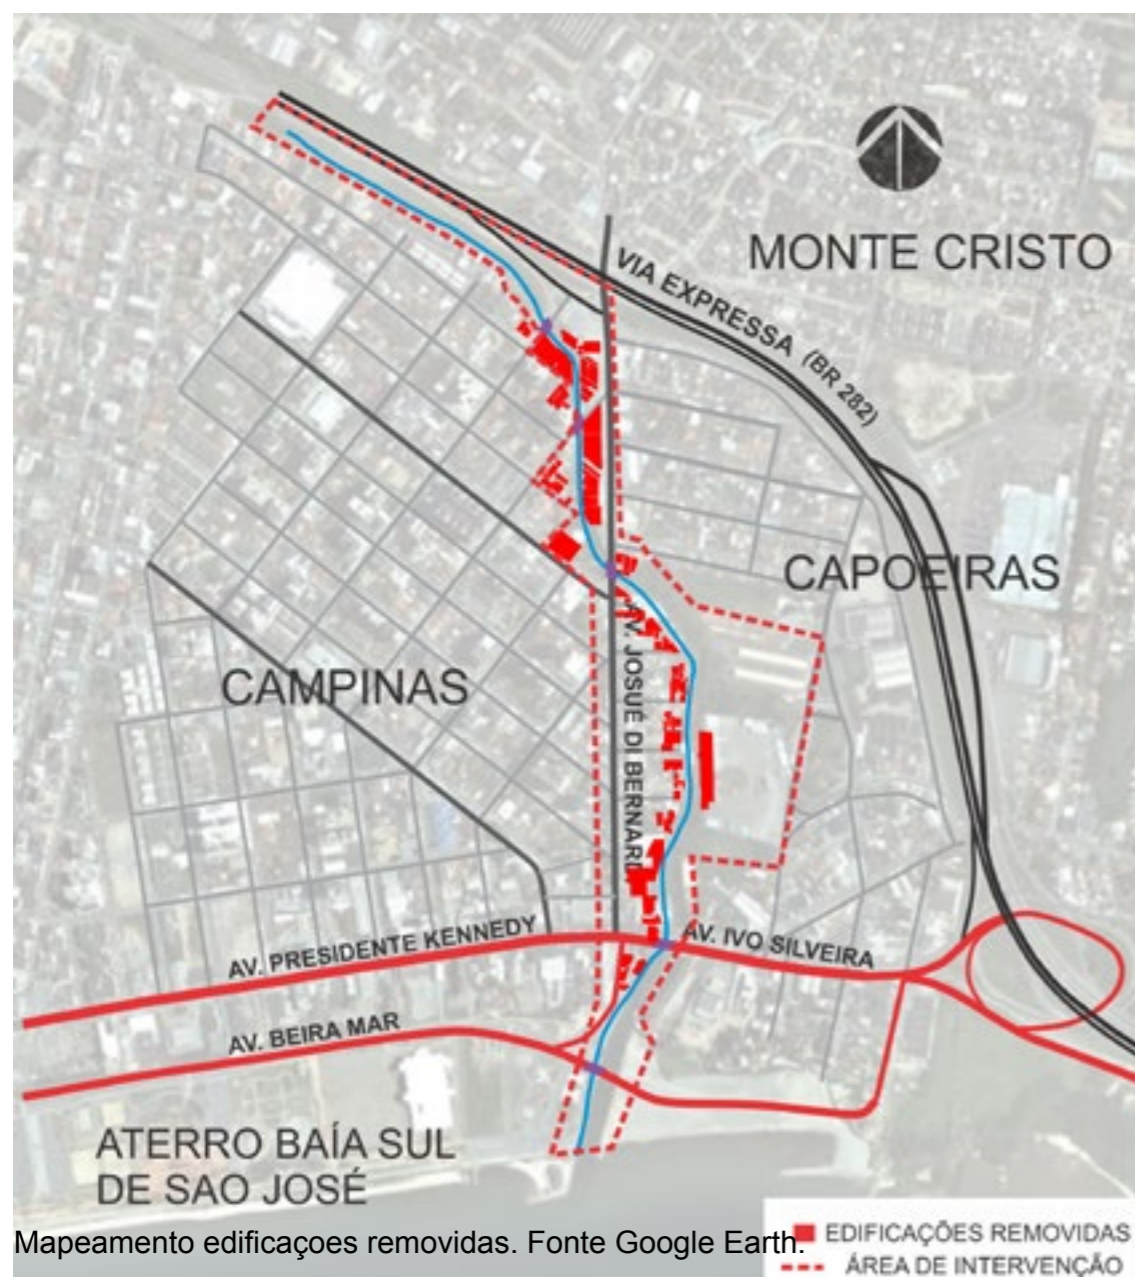 MONTE CRISTO
VIA EXPRESSA (BR 282)
CAPOEIRAS
CAMPINAS
AV. JOSUÉ DI BERNARD
AV. PRESIDENTE KENNEDY
AV. IVO SILVEIRA
AV. BEIRA MAR
ATERRO BAÍA SUL
DE SAO JOSÉ
Mapeamento edificaçoes removidas. Fonte Google Earth.
EDIFICAÇÕES REMOVIDAS
ÁREA DE INTERVENÇÃO